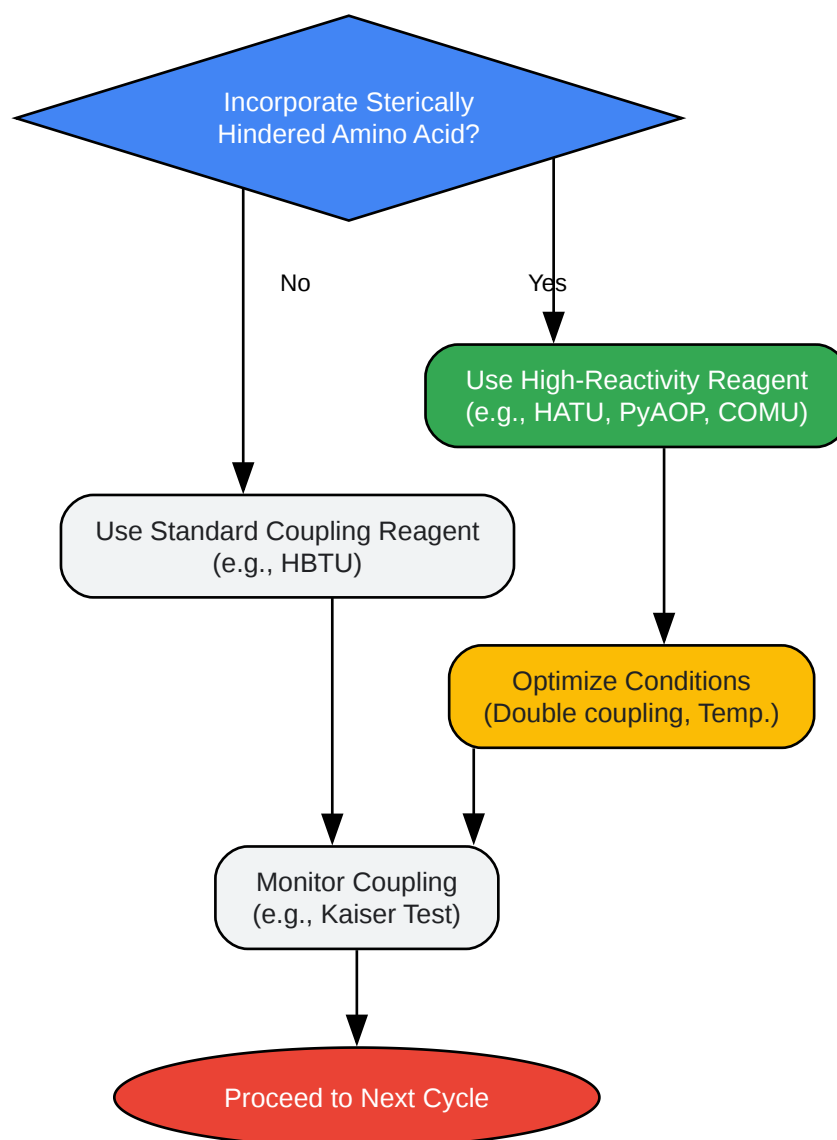 Incorporate Sterically
Hindered Amino Acid?
No
Yes
Use High-Reactivity Reagent
(e.g., HATU, PyAOP, COMU)
Use Standard Coupling Reagent
(e.g., HBTU)
Optimize Conditions
(Double coupling, Temp.)
Monitor Coupling
(e.g., Kaiser Test)
Proceed to Next Cycle